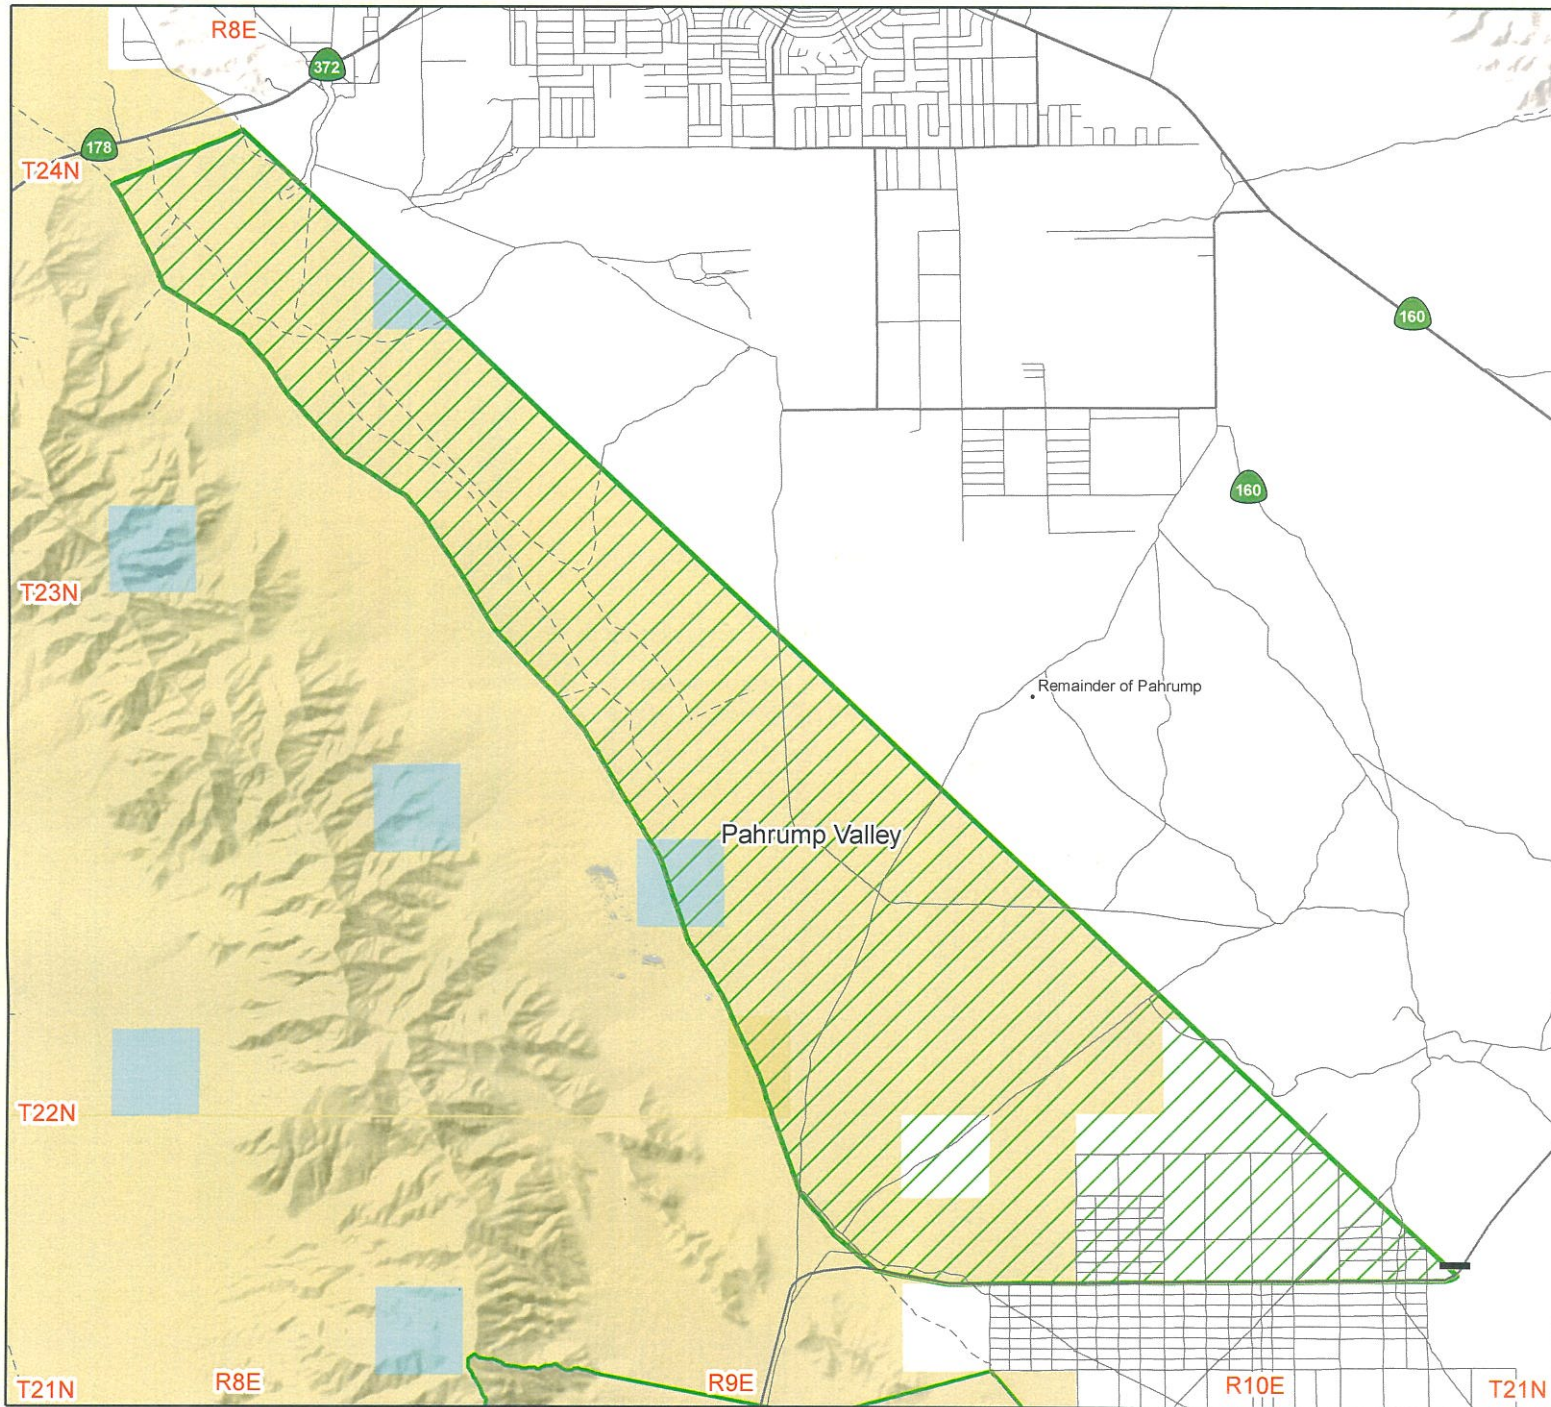 R8E
372
178
T24N
160
160
T23N
Remainder of Pahrump
Pahrump Valley
T22N
T21N
R8E
R9E
R10E
T21N